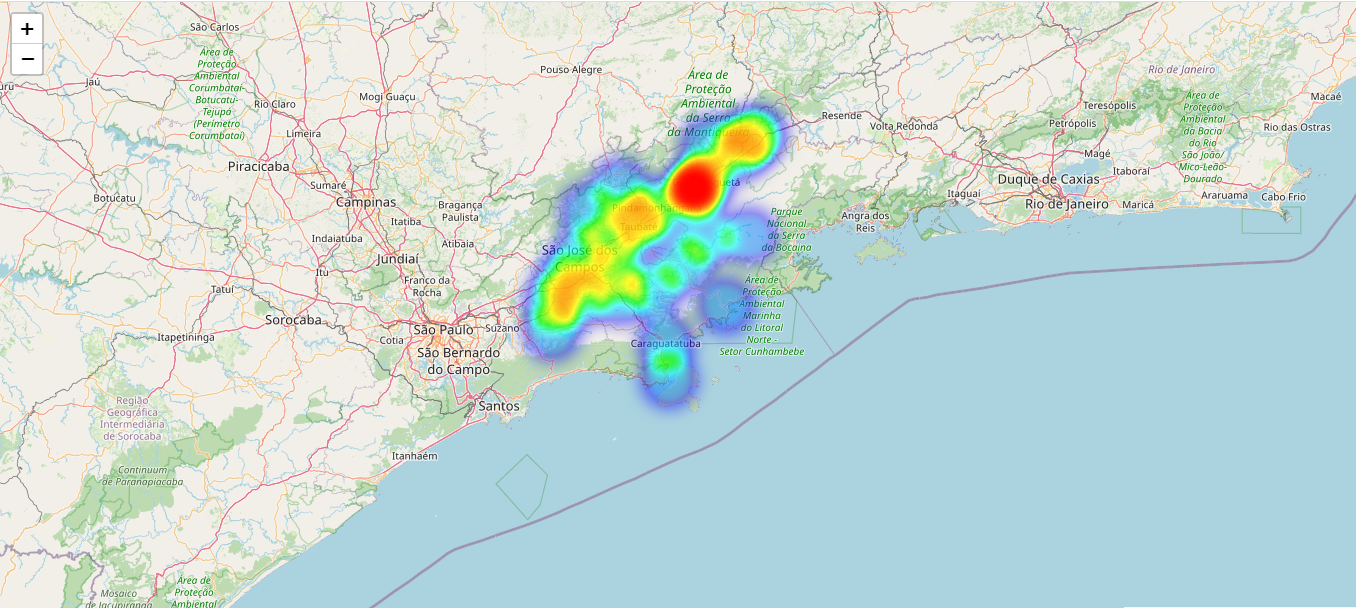 +
−
São Carlos
Área de
Proteção
Ambiental
Corumbataí-
Botucatu-
Tejupá
(Perímetro
Corumbataí)
Jaú
Rio Claro
Mogi Guaçu
Limeira
Piracicaba
Sumaré
Campinas
Botucatu
Itatiba
Indaiatuba
Bragança
Paulista
Atibaia
Jundiaí
Itu
Franco da
Rocha
Tatuí
Sorocaba
Itapetininga
Cotia
São Paulo
Suzano
São Bernardo
do Campo
Santos
Itanhaém
Região
Geográfica
Intermediária
de Sorocaba
Continuum
de Paranapiacaba
Mosaico
de Jacupiranga
Área de
Proteção
Ambiental
Pouso Alegre
Área de
Proteção
Ambiental
da Serra
da Mantiqueira
Taubaté
São José dos
Campos
Caraguatatuba
Parque
Nacional
da Serra
da Bocaina
Área de
Proteção
Ambiental
Marinha
do Litoral
Norte -
Setor Cunhambebe
Resende
Volta Redonda
Angra dos
Reis
Itaguaí
Rio de Janeiro
Teresópolis
Petrópolis
Magé
Duque de Caxias
Itaboraí
Rio de Janeiro
Maricá
Área de
Proteção
Ambiental
da Bacia
do Rio
São João/
Mico-Leão-
Dourado
Macaé
Rio das Ostras
Araruama
Cabo Frio